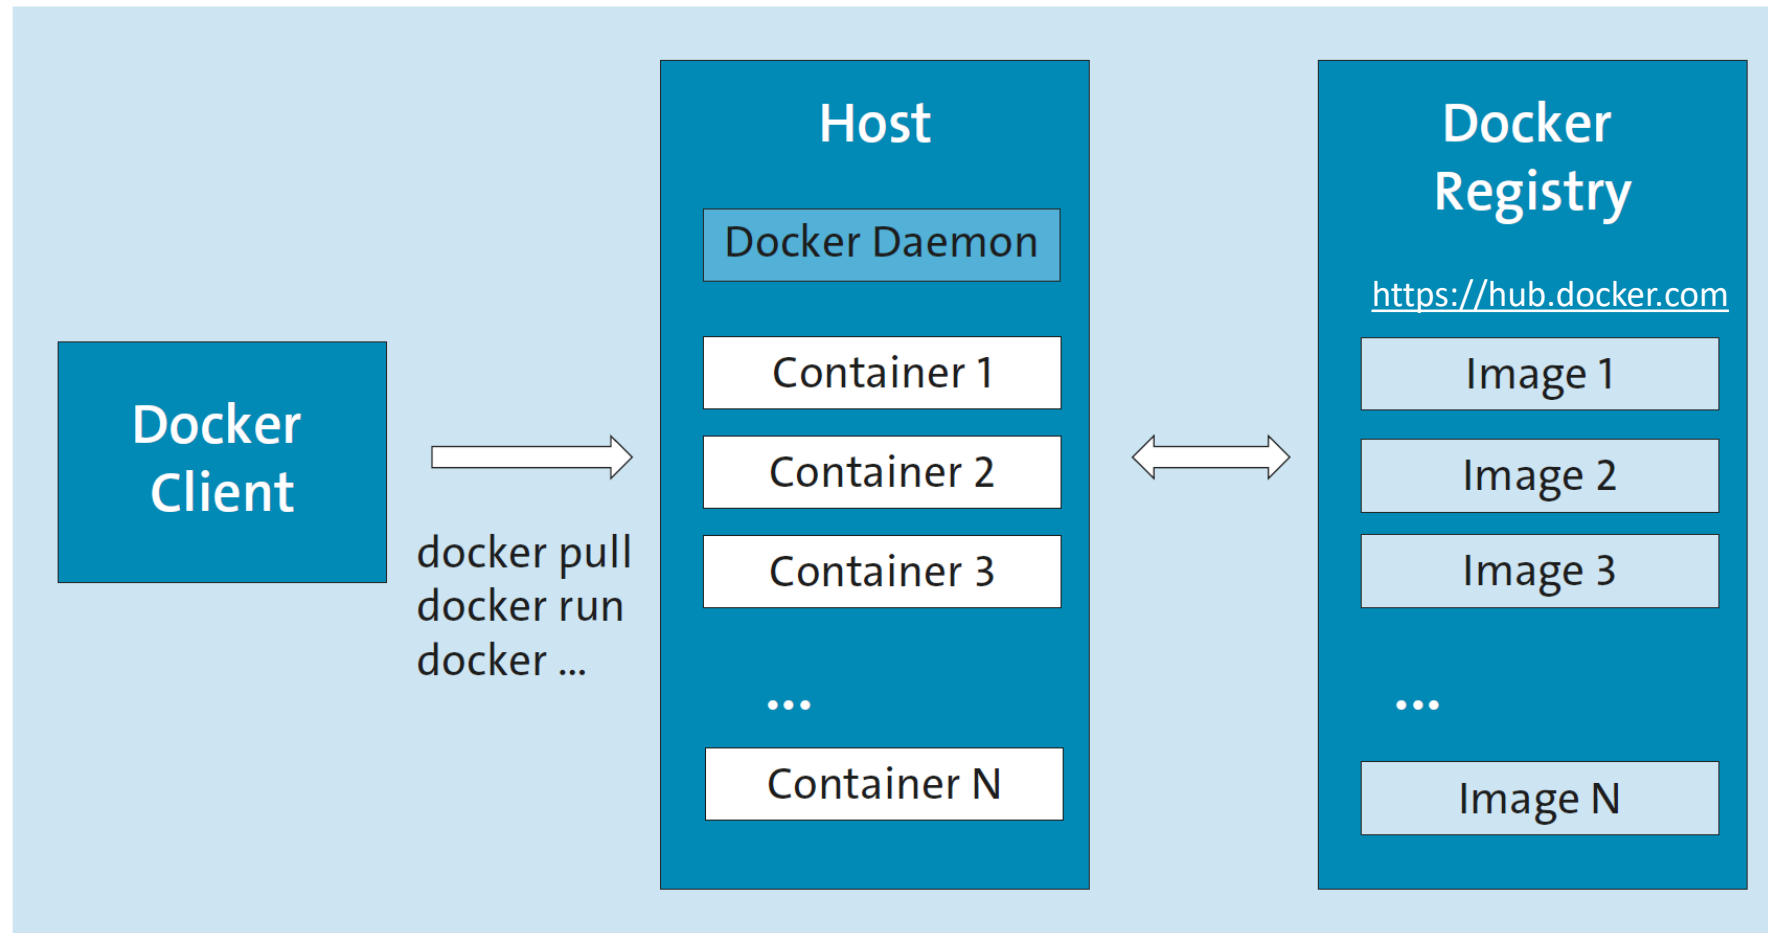 Docker
Client
docker pull
docker run
docker ...
Host
Docker Daemon
Container 1
Container 2
Container 3
...
Container N
Docker
Registry
https://hub.docker.com
Image 1
Image 2
Image 3
...
Image N